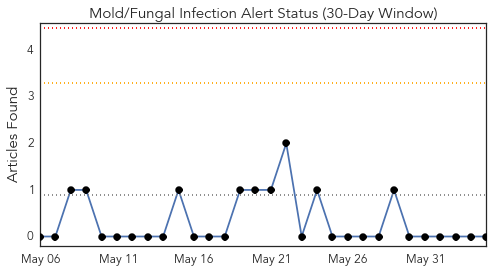 Mold/Fungal Infection Alert Status (30-Day Window)
Articles Found
4
3
2
1
0
May 06 May 11 May 16 May 21 May 26 May 31